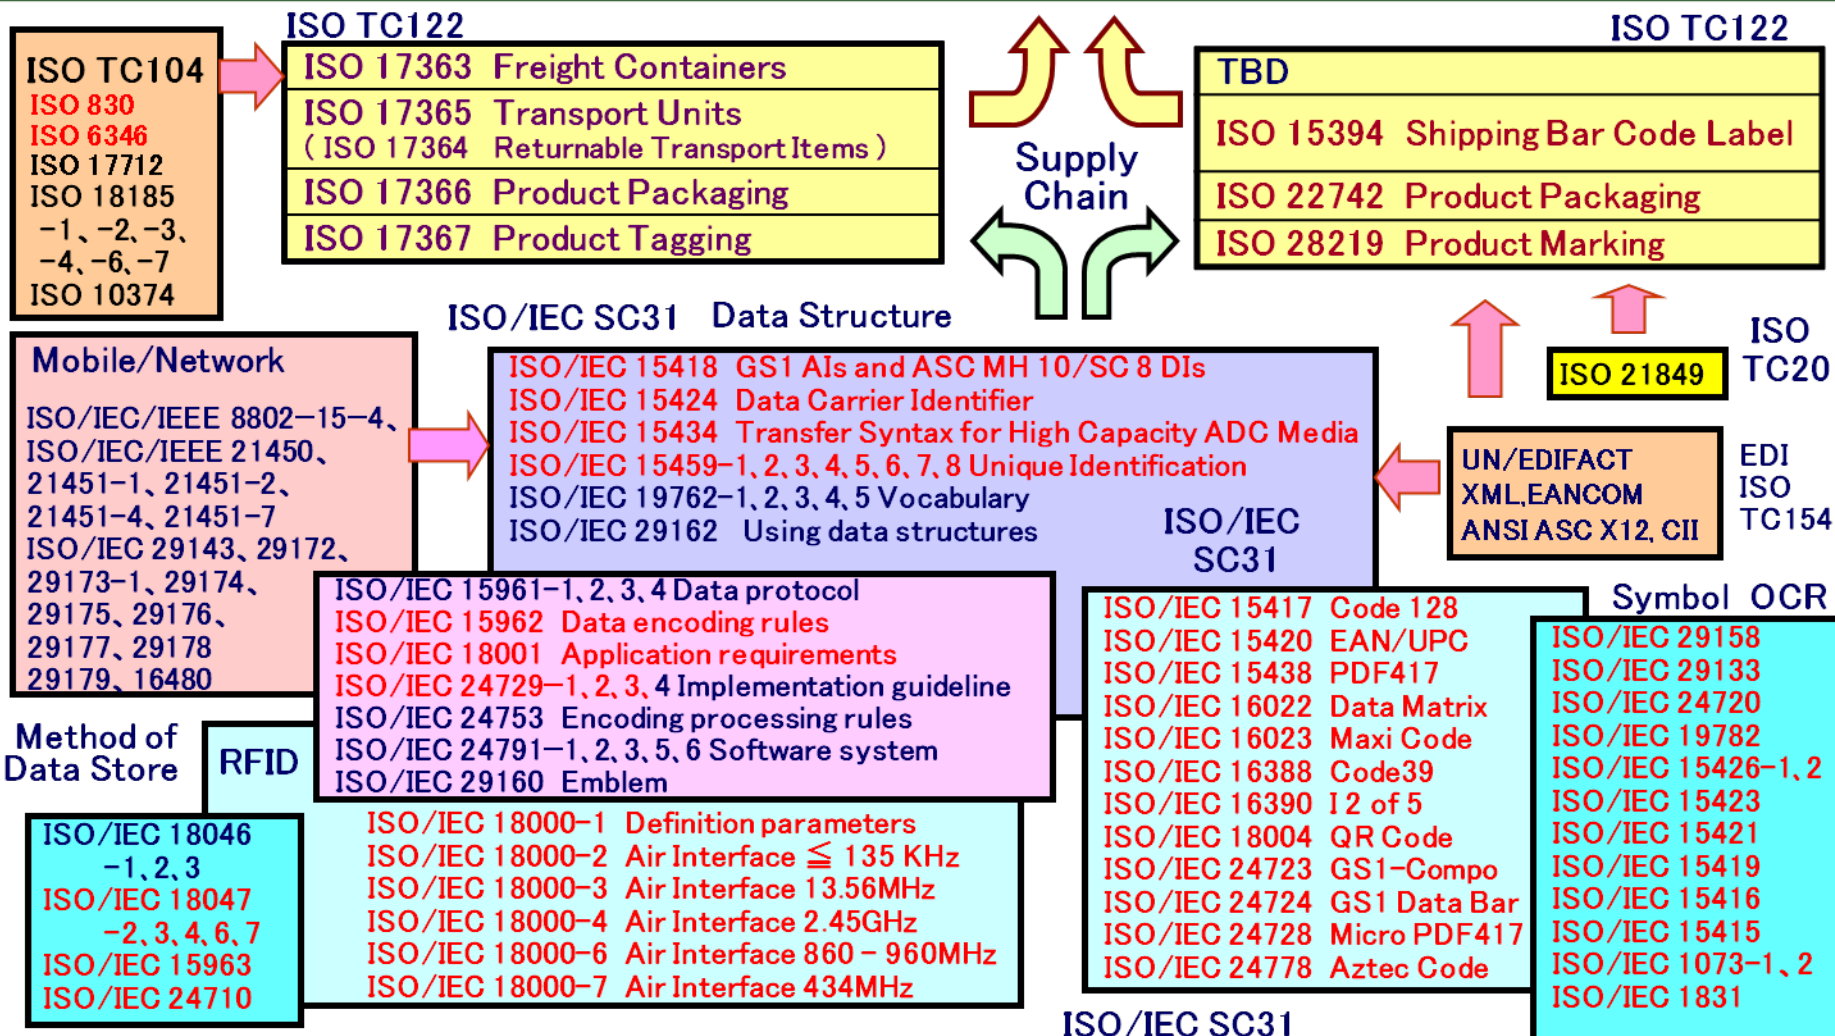 ISO TC104
ISO 830
ISO 6346
ISO 17712
ISO 18185
-1、-2、-3、
-4、-6、-7
ISO 10374
ISO TC122
ISO 17363 Freight Containers
ISO 17365 Transport Units
( ISO 17364 Returnable Transport Items )
ISO 17366 Product Packaging
ISO 17367 Product Tagging
Supply
Chain
ISO TC122
TBD
ISO 15394 Shipping Bar Code Label
ISO 22742 Product Packaging
ISO 28219 Product Marking
ISO 21849
ISO
TC20
Mobile/Network
ISO/IEC/IEEE 8802-15-4、
ISO/IEC/IEEE 21450、
21451-1、21451-2、
21451-4、21451-7
ISO/IEC 29143、29172、
29173-1、29174、
29175、29176、
29177、29178
29179、16480
ISO/IEC SC31 Data Structure
ISO/IEC 15418 GS1 AIs and ASC MH 10/SC 8 DIs
ISO/IEC 15424 Data Carrier Identifier
ISO/IEC 15434 Transfer Syntax for High Capacity ADC Media
ISO/IEC 15459-1、2、3、4、5、6、7、8 Unique Identification
ISO/IEC 19762-1、2、3、4、5 Vocabulary
ISO/IEC 29162 Using data structures
ISO/IEC
SC31
UN/EDIFACT
XML,EANCOM
ANSI ASC X12, CII
EDI
ISO
TC154
ISO/IEC 15961-1、2、3、4 Data protocol
ISO/IEC 15962 Data encoding rules
ISO/IEC 18001 Application requirements
ISO/IEC 24729-1、2、3、4 Implementation guideline
ISO/IEC 24753 Encoding processing rules
ISO/IEC 24791-1、2、3、5、6 Software system
ISO/IEC 29160 Emblem
Method of
Data Store
RFID
ISO/IEC 18046
-1、2、3
ISO/IEC 18047
-2、3、4、6、7
ISO/IEC 15963
ISO/IEC 24710
ISO/IEC 18000-1 Definition parameters
ISO/IEC 18000-2 Air Interface ≦ 135 KHz
ISO/IEC 18000-3 Air Interface 13.56MHz
ISO/IEC 18000-4 Air Interface 2.45GHz
ISO/IEC 18000-6 Air Interface 860 - 960MHz
ISO/IEC 18000-7 Air Interface 434MHz
ISO/IEC 15417 Code 128
ISO/IEC 15420 EAN/UPC
ISO/IEC 15438 PDF417
ISO/IEC 16022 Data Matrix
ISO/IEC 16023 Maxi Code
ISO/IEC 16388 Code39
ISO/IEC 16390 I 2 of 5
ISO/IEC 18004 QR Code
ISO/IEC 24723 GS1-Compo
ISO/IEC 24724 GS1 Data Bar
ISO/IEC 24728 Micro PDF417
ISO/IEC 24778 Aztec Code
ISO/IEC SC31
Symbol OCR
ISO/IEC 29158
ISO/IEC 29133
ISO/IEC 24720
ISO/IEC 19782
ISO/IEC 15426-1、2
ISO/IEC 15423
ISO/IEC 15421
ISO/IEC 15419
ISO/IEC 15416
ISO/IEC 15415
ISO/IEC 1073-1、2
ISO/IEC 1831